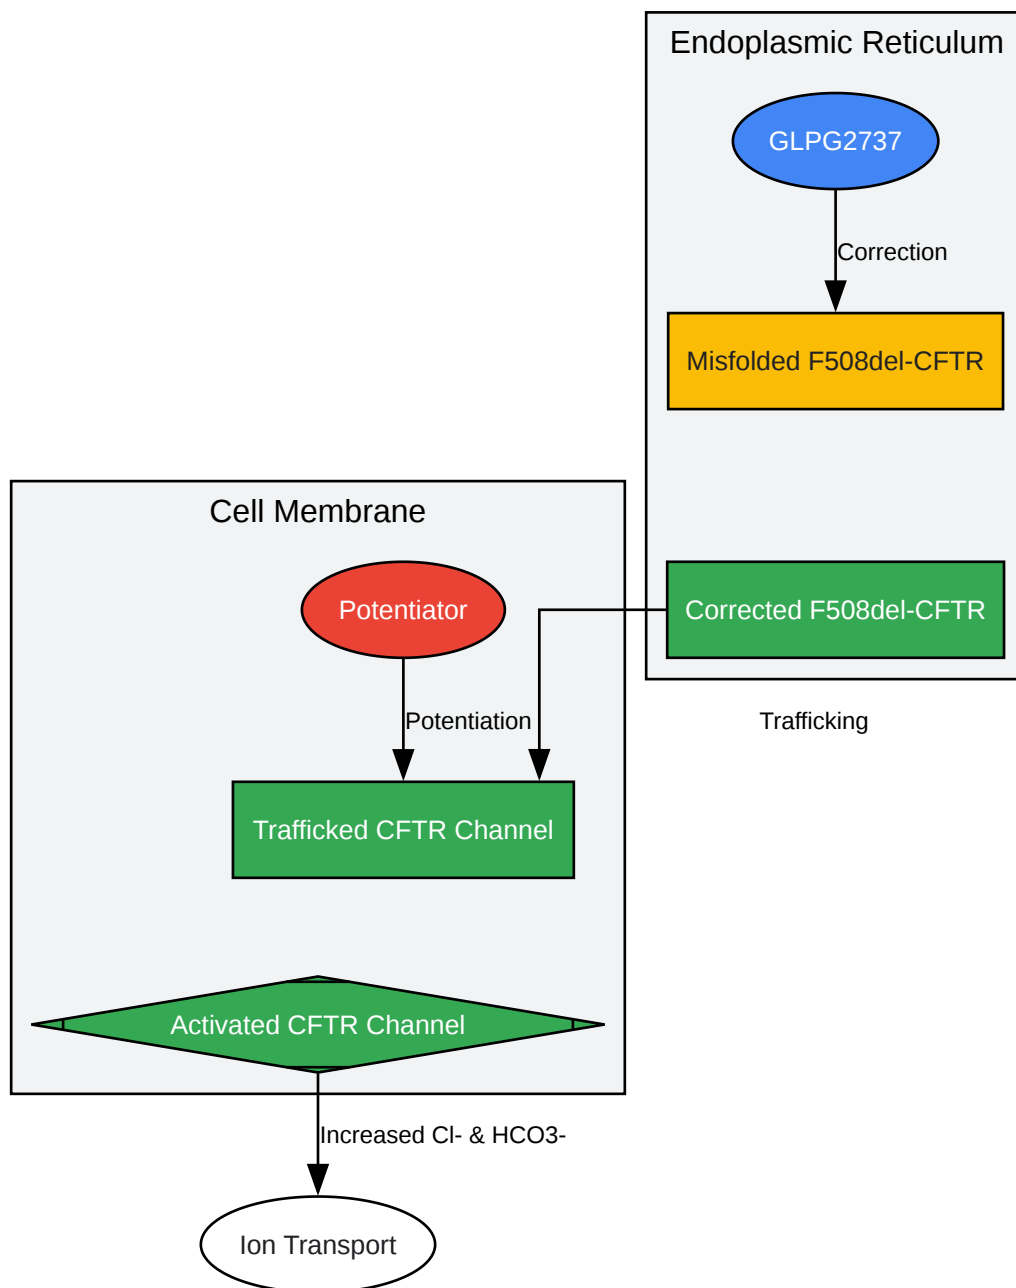 Endoplasmic Reticulum
GLPG2737
Correction
Misfolded F508del-CFTR
Cell Membrane
Potentiator
Corrected F508del-CFTR
Potentiation
Trafficking
Trafficked CFTR Channel
Activated CFTR Channel
Increased Cl- & HCO3-
Ion Transport